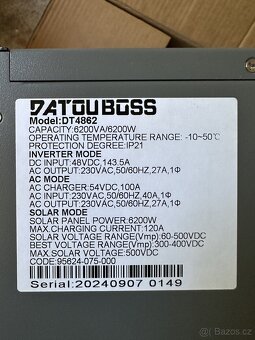 DATOUBOSS
Model:DT4862
CAPACITY:6200VA/6200W
OPERATING TEMPERATURE RANGE: -10~50℃
PROTECTION DEGREE:IP21
INVERTER MODE
DC INPUT:48VDC,143.5A
AC OUTPUT:230VAC,50/60HZ,27A,1Φ
AC MODE
AC CHARGER:54VDC,100A
AC INPUT:230VAC,50/60HZ,40A,1Φ
AC OUTPUT:230VAC,50/60HZ,27A,1Φ
SOLAR MODE
SOLAR PANEL POWER:6200W
MAX.CHARGING CURRENT:120A
SOLAR VOLTAGE RANGE(Vmp):60-500VDC
BEST VOLTAGE RANGE(Vmp):300-400VDC
MAX.SOLAR VOLTAGE:500VDC
CODE:95624-075-000
Serial:20240907 0149
Bazoš.cz